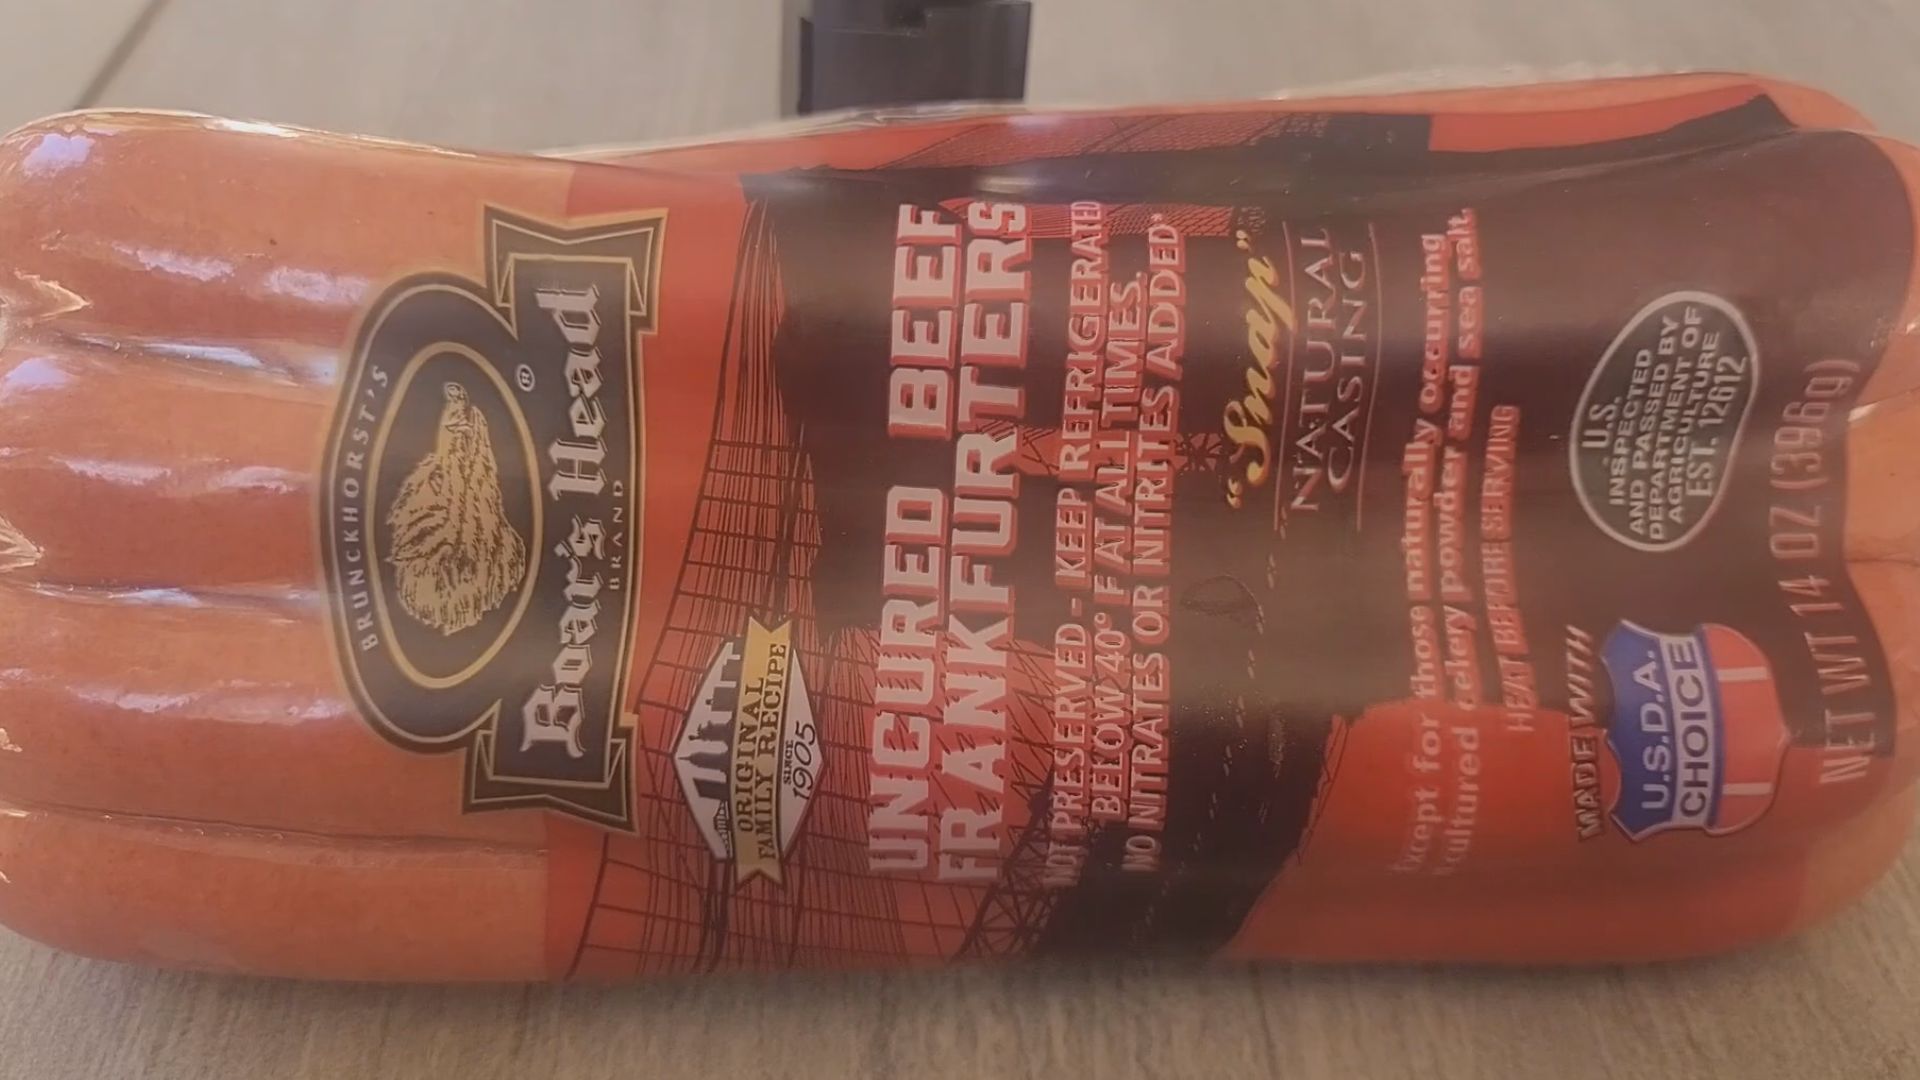 BRUNCKHORST'S
®
Boar's Head
BRAND
ORIGINAL
FAMILY RECIPE
SINCE
1905
UNCURED BEEF
FRANKFURTERS
NOT PRESERVED - KEEP REFRIGERATED
BELOW 40° F AT ALL TIMES.
NO NITRATES OR NITRITES ADDED*
"Snap"
NATURAL
CASING
Except for those naturally occurring
cultured celery powder and sea salt.
HEAT BEFORE SERVING
U.S.
INSPECTED
AND PASSED BY
DEPARTMENT OF
AGRICULTURE
EST. 12612
MADE WITH
U.S.D.A.
CHOICE
NET WT 14 OZ (396g)